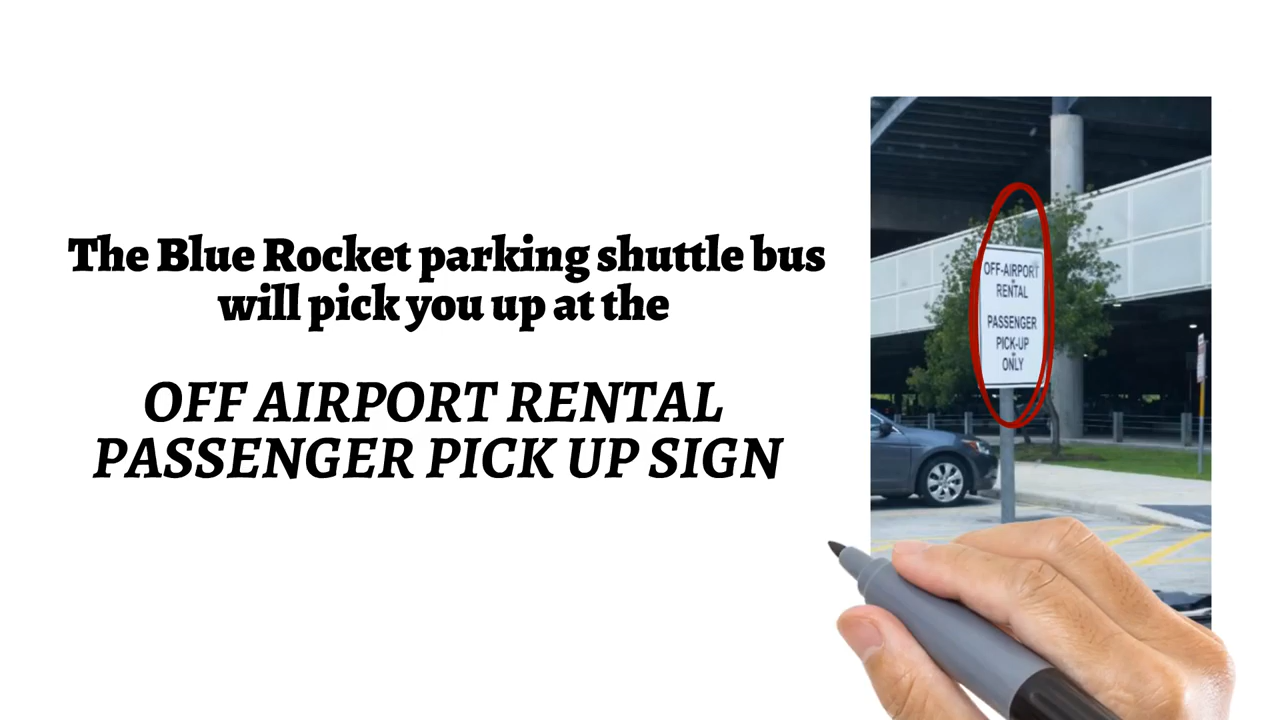 The Blue Rocket parking shuttle bus
will pick you up at the
OFF AIRPORT RENTAL
PASSENGER PICK UP SIGN
OFF-AIRPORT
RENTAL
PASSENGER
PICK-UP
ONLY